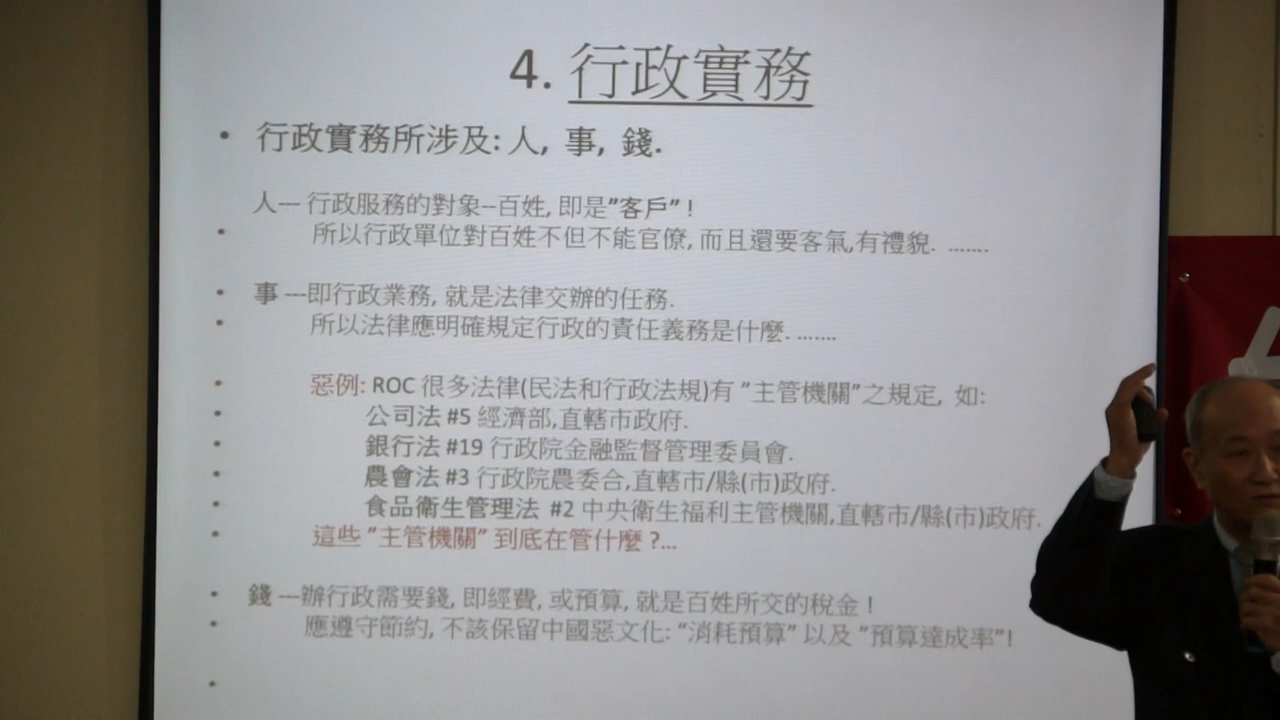 4. 行政實務
• 行政實務所涉及: 人, 事, 錢.
人--- 行政服務的對象--百姓, 即是"客戶" !
• 所以行政單位對百姓不但不能官僚, 而且還要客氣,有禮貌. .......
• 事 ---即行政業務, 就是法律交辦的任務.
• 所以法律應明確規定行政的責任義務是什麼. .......
• 惡例: ROC 很多法律(民法和行政法規)有 "主管機關"之規定, 如:
• 公司法 #5 經濟部,直轄市政府.
• 銀行法 #19 行政院金融監督管理委員會.
• 農會法 #3 行政院農委合,直轄市/縣(市)政府.
• 食品衛生管理法 #2 中央衛生福利主管機關,直轄市/縣(市)政府.
• 這些 "主管機關" 到底在管什麼 ?...
• 錢 ---辦行政需要錢, 即經費, 或預算, 就是百姓所交的稅金 !
• 應遵守節約, 不該保留中國惡文化: "消耗預算" 以及 "預算達成率"!
•